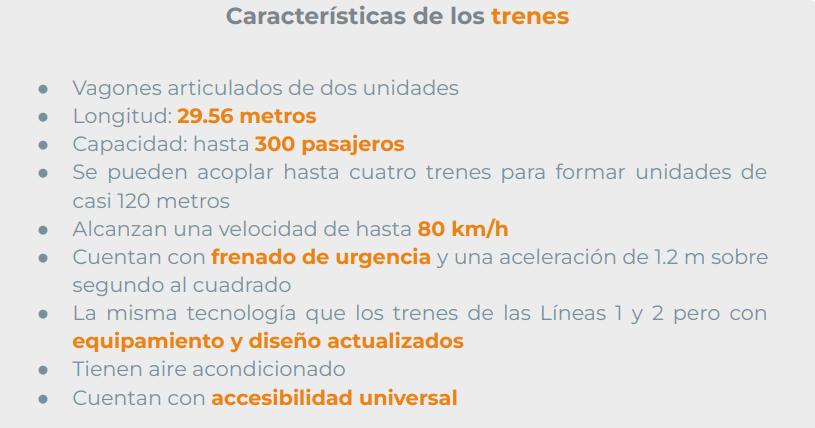 Características de los trenes
● Vagones articulados de dos unidades
● Longitud: 29.56 metros
● Capacidad: hasta 300 pasajeros
● Se pueden acoplar hasta cuatro trenes para formar unidades de
casi 120 metros
● Alcanzan una velocidad de hasta 80 km/h
● Cuentan con frenado de urgencia y una aceleración de 1.2 m sobre
segundo al cuadrado
● La misma tecnología que los trenes de las Líneas 1 y 2 pero con
equipamiento y diseño actualizados
● Tienen aire acondicionado
● Cuentan con accesibilidad universal